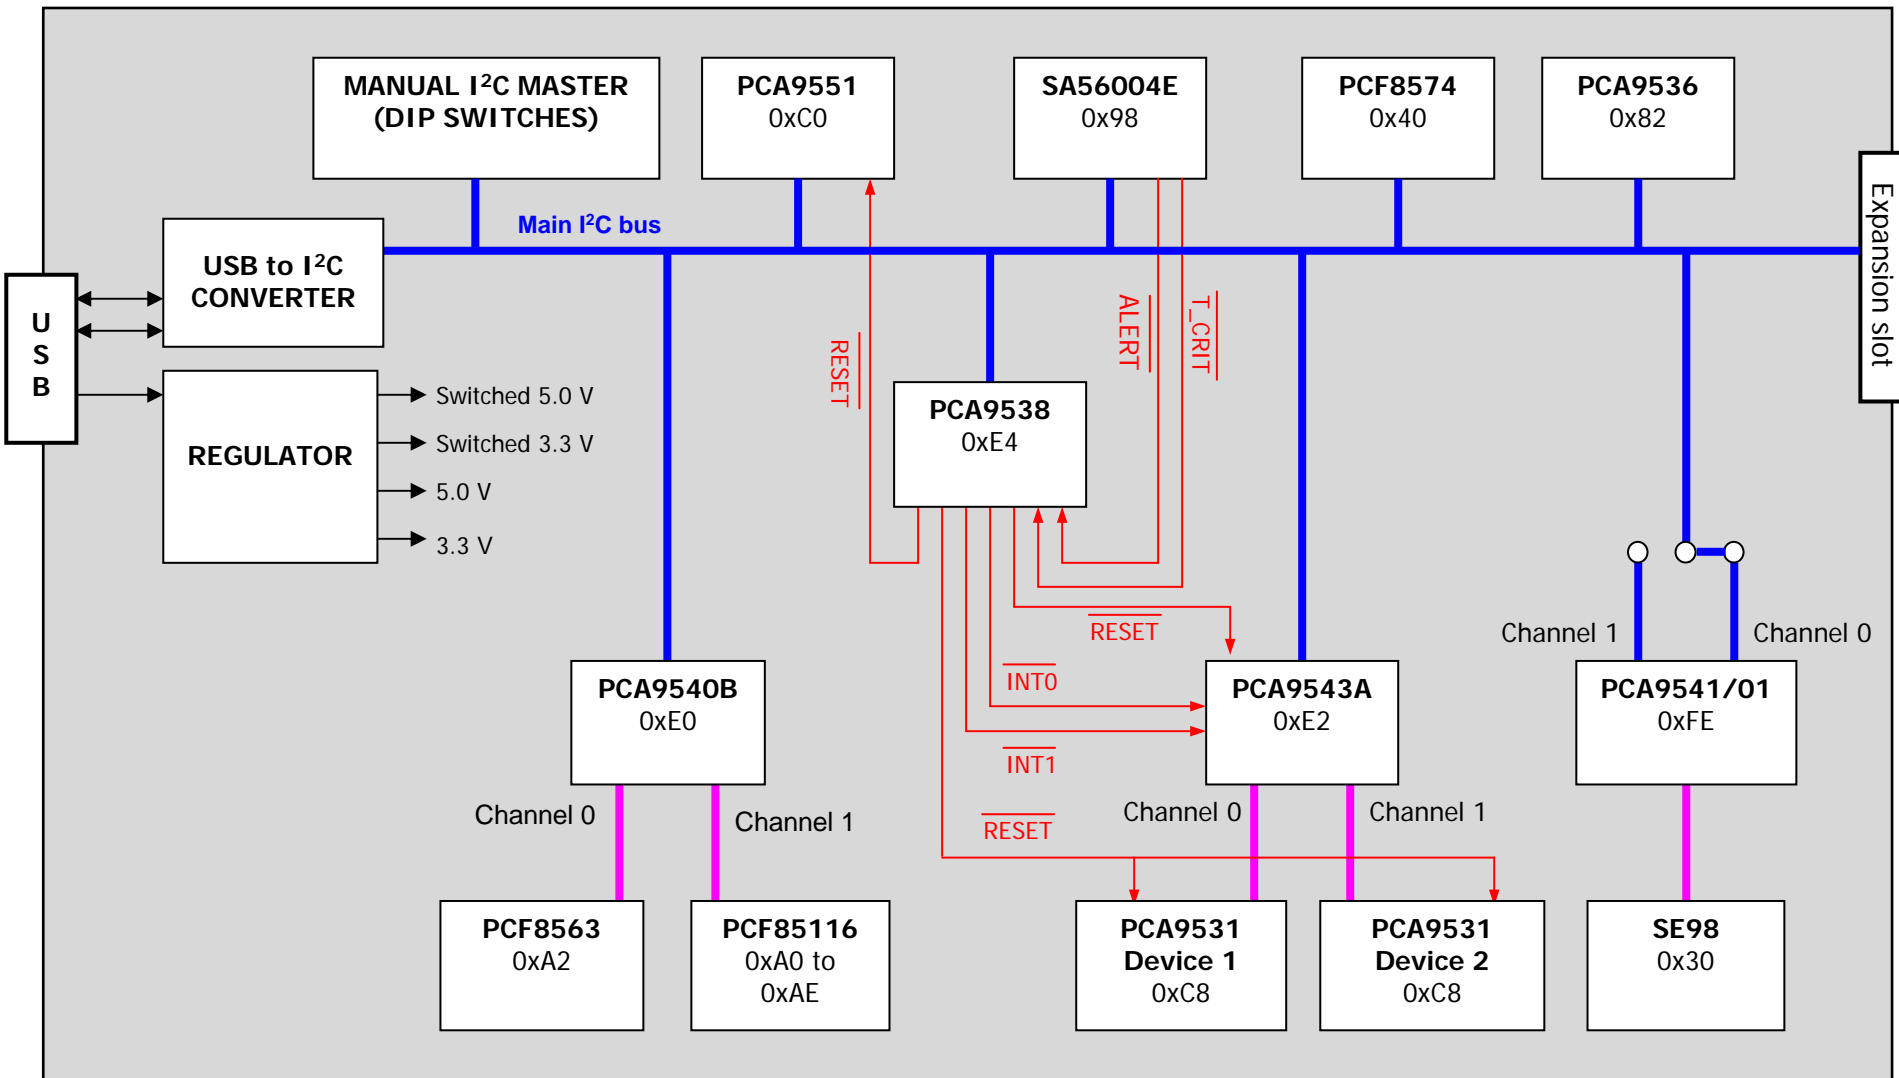 MANUAL I²C MASTER
(DIP SWITCHES)
PCA9551
0xC0
SA56004E
0x98
PCF8574
0x40
PCA9536
0x82
Expansion slot
Main I²C bus
USB to I²C
CONVERTER
U
S
B
REGULATOR
Switched 5.0 V
Switched 3.3 V
5.0 V
3.3 V
RESET
ALERT
T_CRIT
PCA9538
0xE4
RESET
INT0
INT1
RESET
Channel 1
Channel 0
PCA9540B
0xE0
PCA9543A
0xE2
PCA9541/01
0xFE
Channel 0
Channel 1
Channel 0
Channel 1
PCF8563
0xA2
PCF85116
0xA0 to
0xAE
PCA9531
Device 1
0xC8
PCA9531
Device 2
0xC8
SE98
0x30